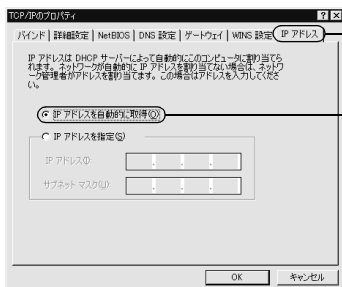 TCP/IPのプロパティ
バインド | 詳細設定 | NetBIOS | DNS 設定 | ゲートウェイ | WINS 設定 IP アドレス
IP アドレスは DHCP サーバーによって自動的にこのコンピュータに割り当てら
れます。ネットワークが自動的に IP アドレスを割り当てない場合は、ネットワ
ーク管理者がアドレスを割り当てます。この場合はアドレスを入力してくださ
い。
IP アドレスを自動的に取得(O)
IP アドレスを指定(S)
IP アドレス(I):
サブネット マスク(U):
OK キャンセル